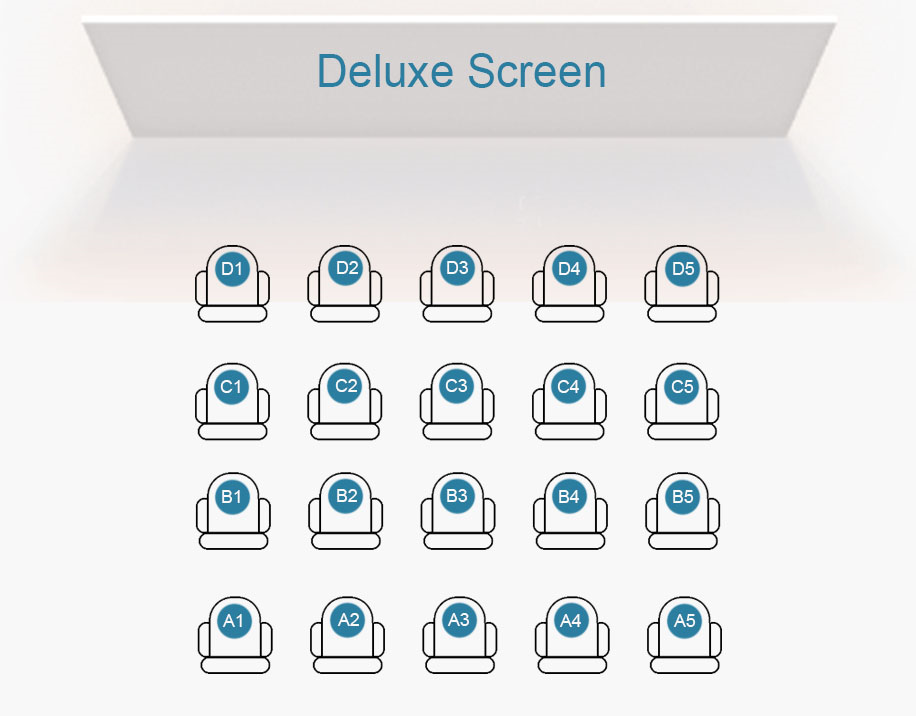 Deluxe Screen
D1 D2 D3 D4 D5
C1 C2 C3 C4 C5
B1 B2 B3 B4 B5
A1 A2 A3 A4 A5